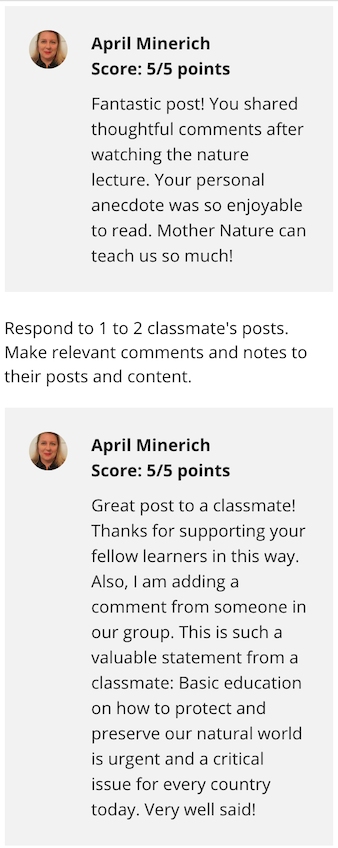 April Minerich
Score: 5/5 points
Fantastic post! You shared
thoughtful comments after
watching the nature
lecture. Your personal
anecdote was so enjoyable
to read. Mother Nature can
teach us so much!
Respond to 1 to 2 classmate's posts.
Make relevant comments and notes to
their posts and content.
April Minerich
Score: 5/5 points
Great post to a classmate!
Thanks for supporting your
fellow learners in this way.
Also, I am adding a
comment from someone in
our group. This is such a
valuable statement from a
classmate: Basic education
on how to protect and
preserve our natural world
is urgent and a critical
issue for every country
today. Very well said!